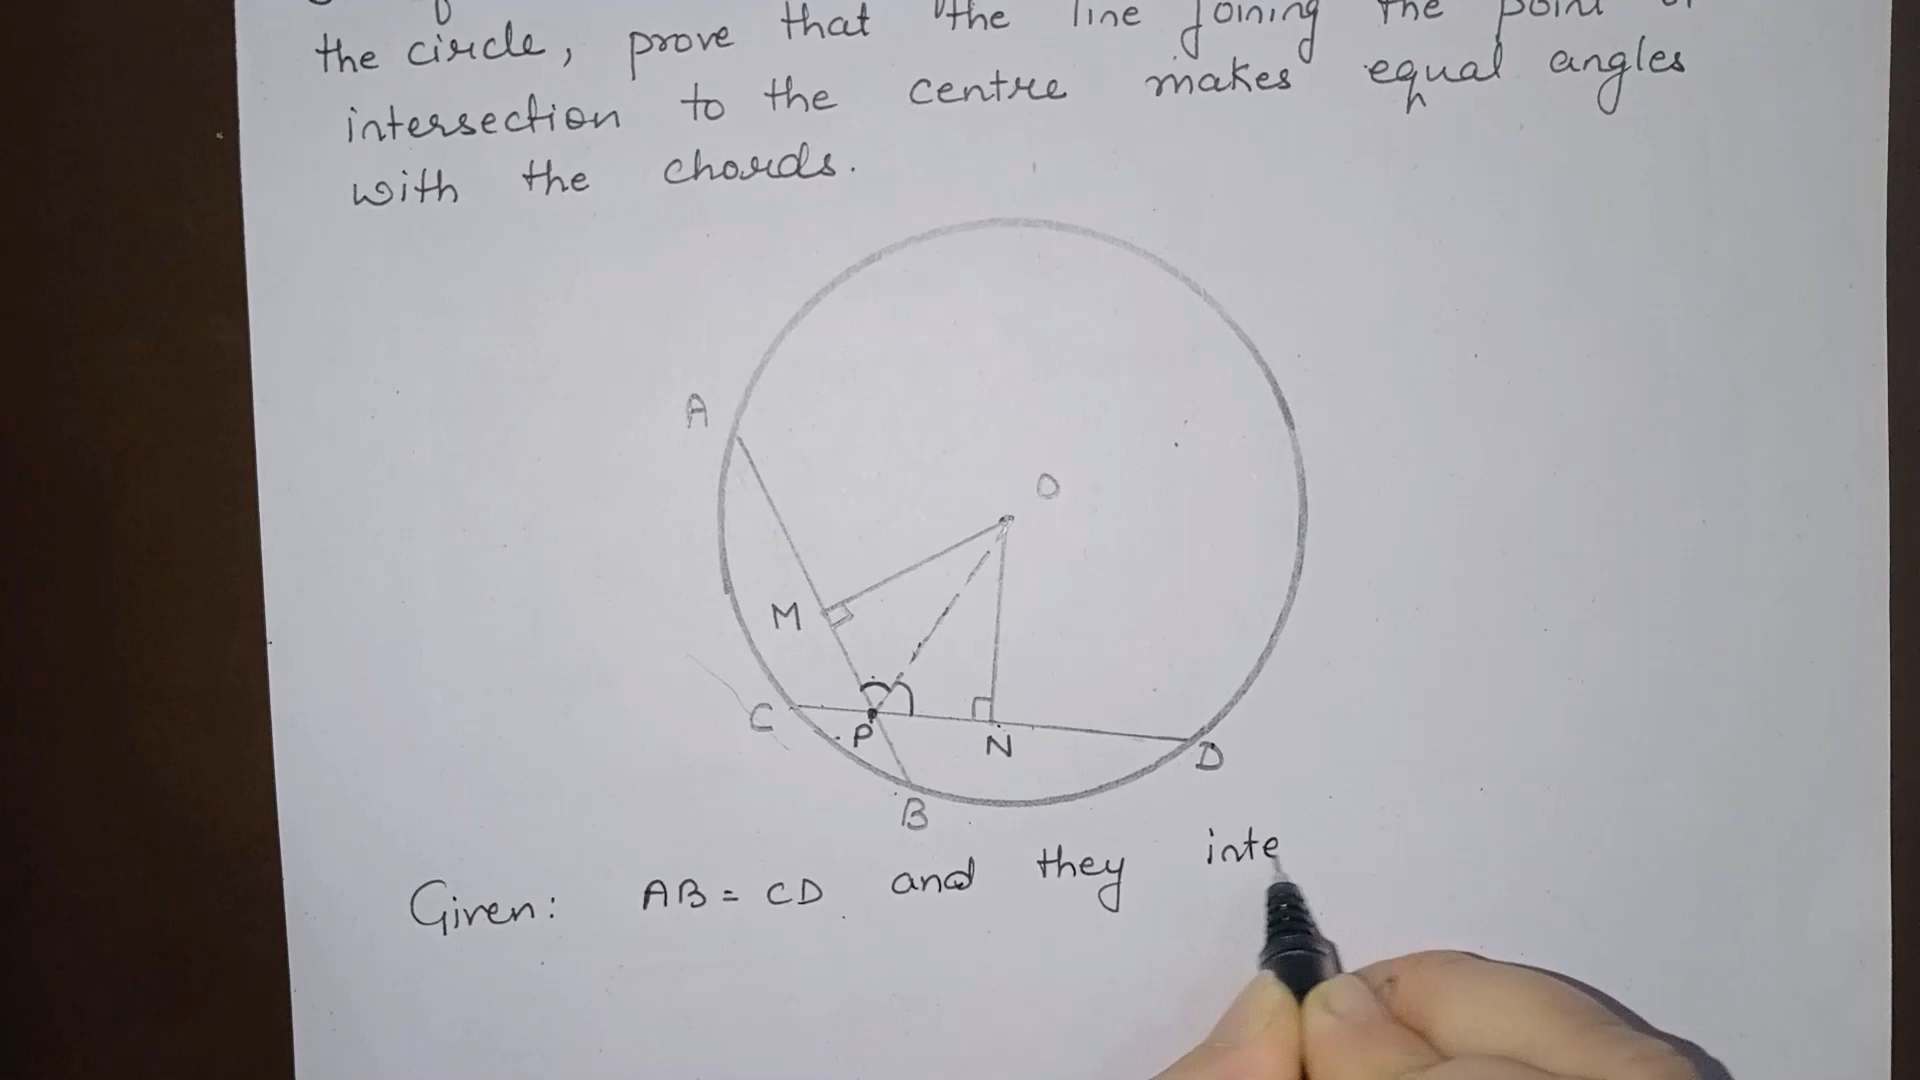 the circle, prove that the line joining the point of
intersection to the centre makes equal angles
with the chords.
A
O
M
C
P
N
D
B
Given: AB = CD and they inte